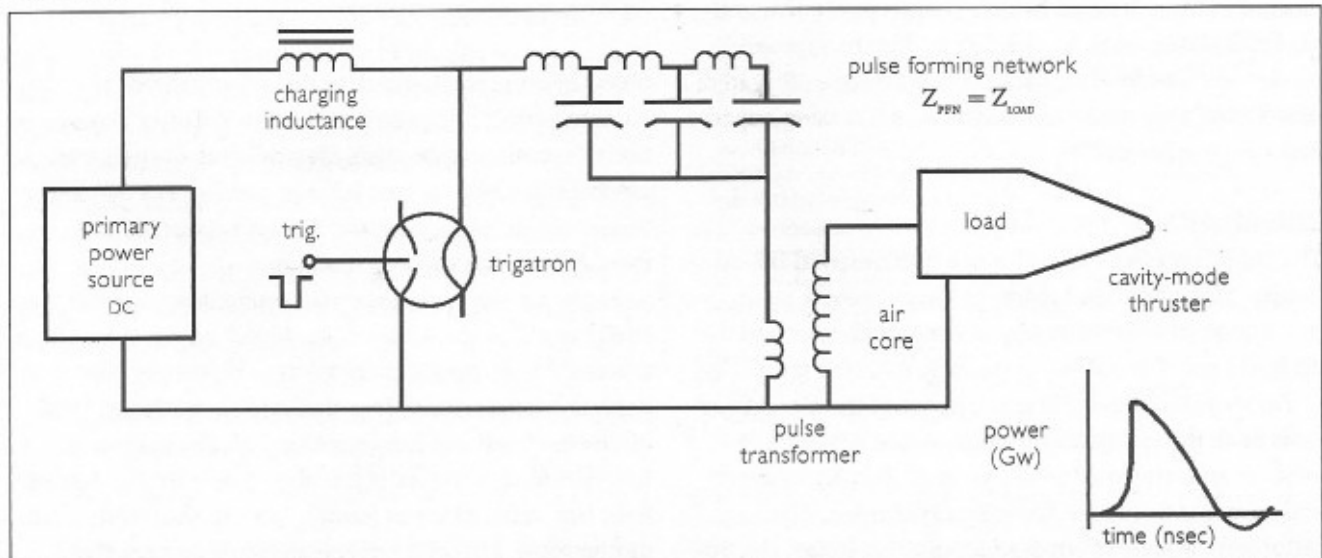 charging
inductance
pulse forming network
Z_PFN = Z_LOAD
primary
power
source
DC
trig.
trigatron
load
cavity-mode
thruster
air
core
pulse
transformer
power
(Gw)
time (nsec)